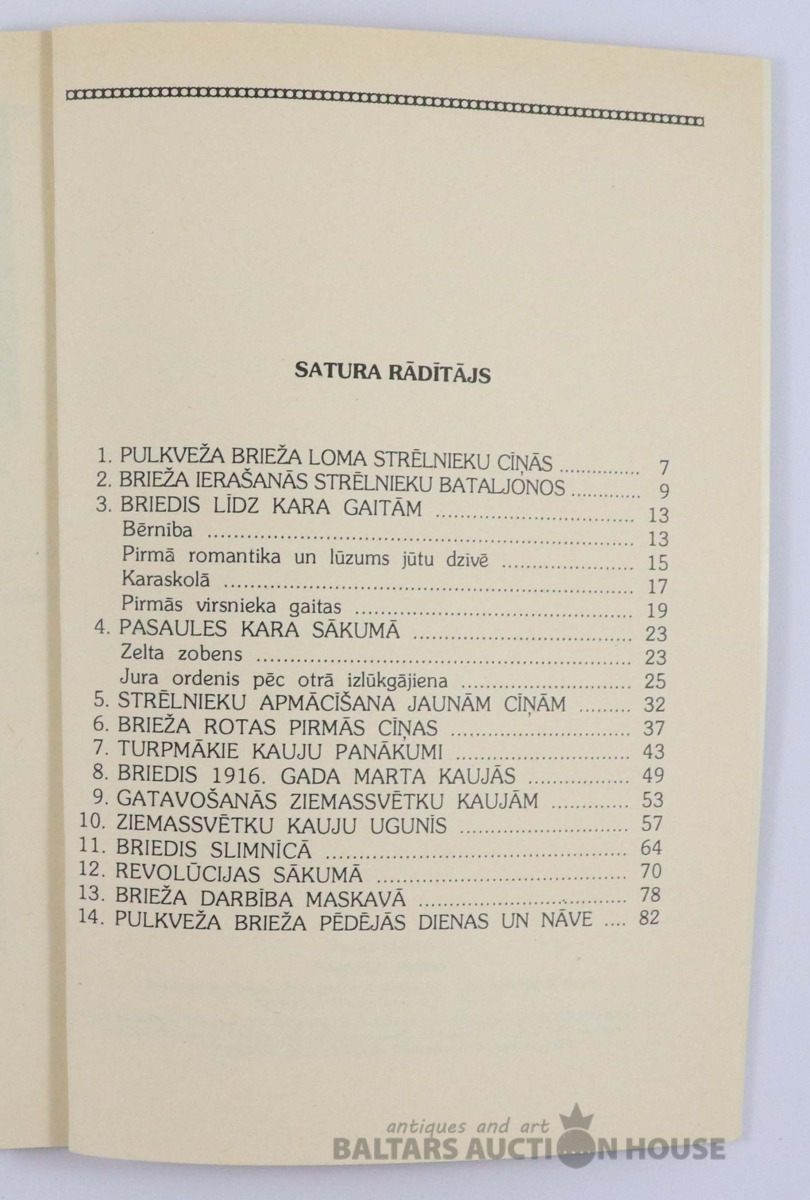 SATURA RĀDĪTĀJS
1. PULKVEŽA BRIEŽA LOMA STRĒLNIEKU CĪŅĀS .............. 7
2. BRIEŽA IERAŠANĀS STRĒLNIEKU BATALJONOS ............ 9
3. BRIEDIS LĪDZ KARA GAITĀM .................................. 13
Bērnība ......................................................................... 13
Pirmā romantika un lūzums jūtu dzīvē ....................... 15
Karaskolā ...................................................................... 17
Pirmās virsnieka gaitas ................................................ 19
4. PASAULES KARA SĀKUMĀ ..................................... 23
Zelta zobens ................................................................ 23
Jura ordenis pēc otrā izlūkgājiena ............................. 25
5. STRĒLNIEKU APMĀCĪŠANA JAUNĀM CĪŅĀM ......... 32
6. BRIEŽA ROTAS PIRMĀS CĪŅAS ............................... 37
7. TURPMĀKIE KAUJU PANĀKUMI ............................... 43
8. BRIEDIS 1916. GADA MARTA KAUJĀS ................. 49
9. GATAVOŠANĀS ZIEMASSVĒTKU KAUJĀM ............. 53
10. ZIEMASSVĒTKU KAUJU UGUNĪS ............................. 57
11. BRIEDIS SLIMNĪCĀ ................................................... 64
12. REVOLŪCIJAS SĀKUMĀ .......................................... 70
13. BRIEŽA DARBĪBA MASKAVĀ ................................... 78
14. PULKVEŽA BRIEŽA PĒDĒJĀS DIENAS UN NĀVE .... 82
antiques and art
BALTARS AUCTION HOUSE